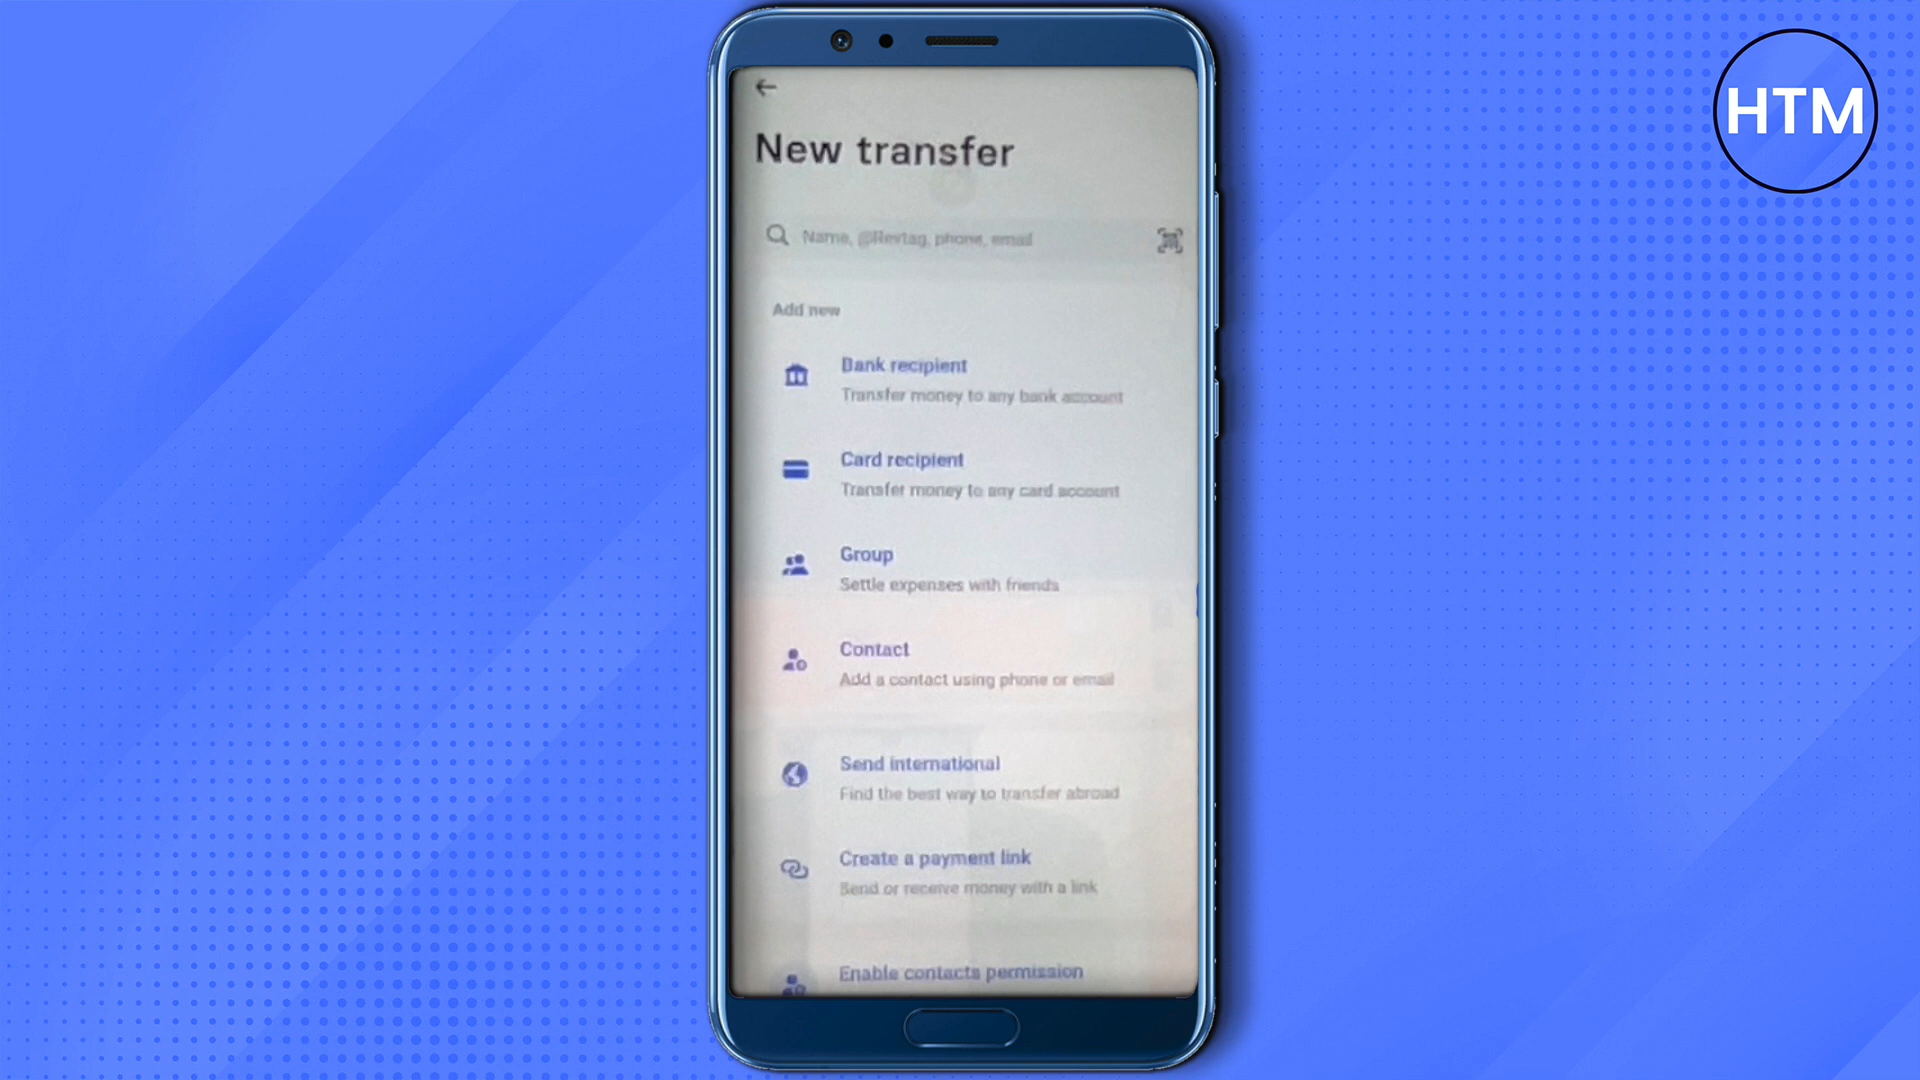 HTM
New transfer
Name, @Revtag, phone, email
Add new
Bank recipient
Transfer money to any bank account
Card recipient
Transfer money to any card account
Group
Settle expenses with friends
Contact
Add a contact using phone or email
Send international
Find the best way to transfer abroad
Create a payment link
Send or receive money with a link
Enable contacts permission